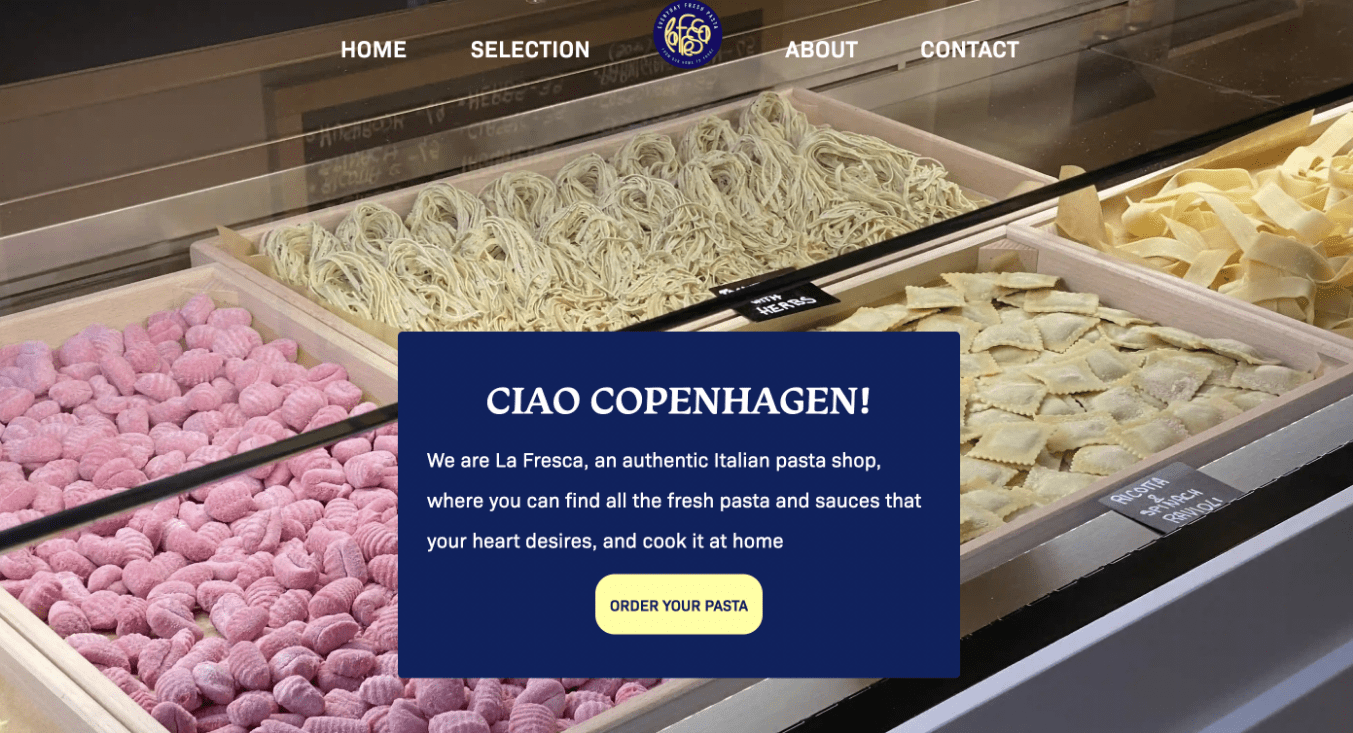 EVERYDAY FRESH PASTA
HOME
SELECTION
ABOUT
CONTACT
WITH
HERBS
CIAO COPENHAGEN!
We are La Fresca, an authentic Italian pasta shop,
where you can find all the fresh pasta and sauces that
your heart desires, and cook it at home
ORDER YOUR PASTA
RICOTTA
&
SPINACH
RAVIOLI